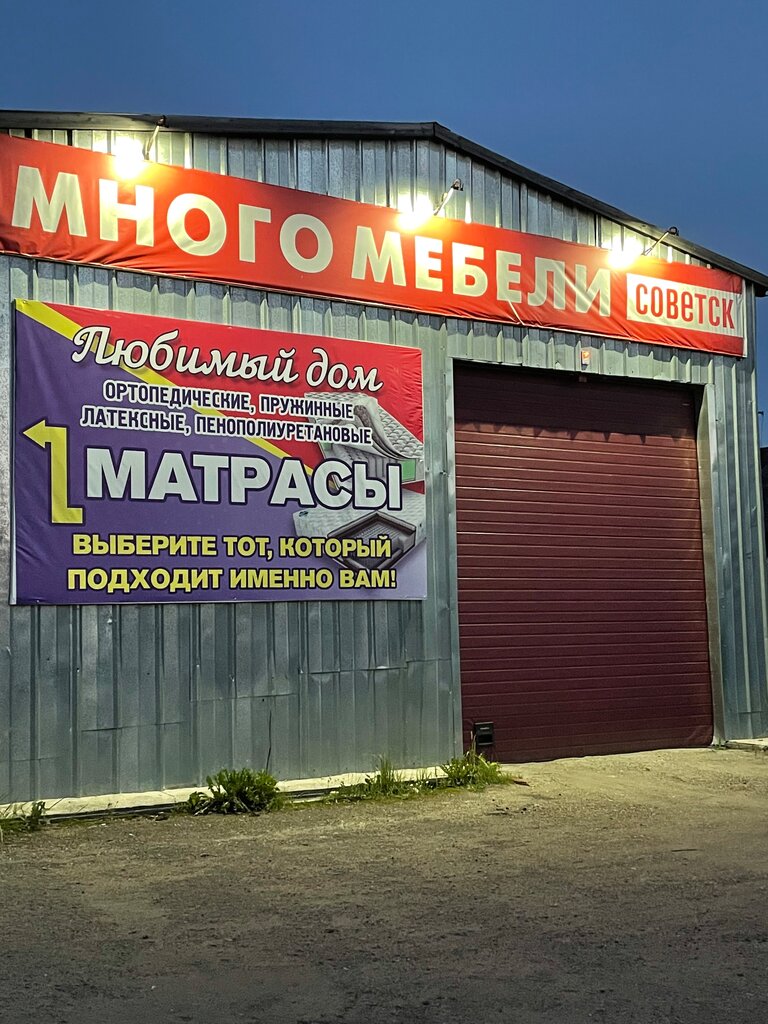 МНОГО МЕБЕЛИ СОВЕТСК
Любимый дом
ОРТОПЕДИЧЕСКИЕ, ПРУЖИННЫЕ
ЛАТЕКСНЫЕ, ПЕНОПОЛИУРЕТАНОВЫЕ
МАТРАСЫ
ВЫБЕРИТЕ ТОТ, КОТОРЫЙ
ПОДХОДИТ ИМЕННО ВАМ!